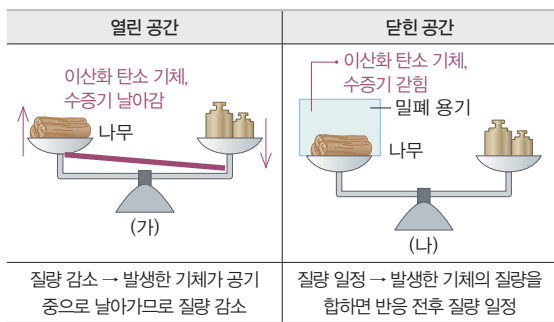 열린 공간
닫힌 공간
이산화 탄소 기체,
수증기 날아감
나무
(가)
이산화 탄소 기체,
수증기 갇힘
밀폐 용기
나무
(나)
질량 감소 → 발생한 기체가 공기
중으로 날아가므로 질량 감소
질량 일정 → 발생한 기체의 질량을
합하면 반응 전후 질량 일정